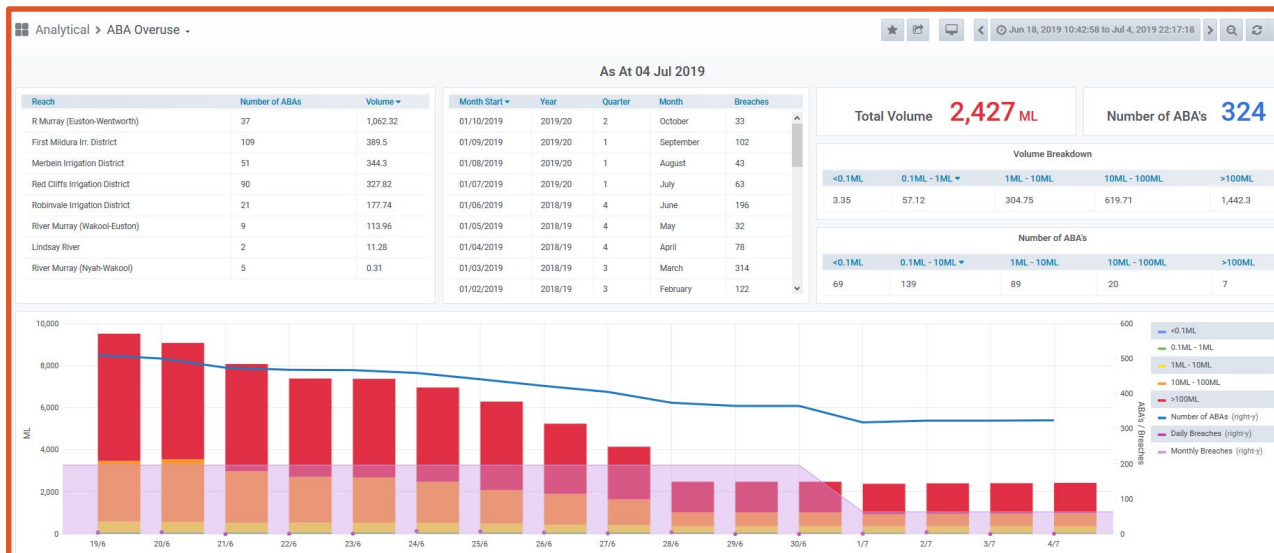 Analytical > ABA Overuse
Jun 18, 2019 10:42:58 to Jul 4, 2019 22:17:18
As At 04 Jul 2019
Reach Number of ABAs Volume
R Murray (Euston-Wentworth) 37 1,062.32
First Mildura Irr. District 109 389.5
Merbein Irrigation District 51 344.3
Red Cliffs Irrigation District 90 327.82
Robinvale Irrigation District 21 177.74
River Murray (Wakool-Euston) 9 113.96
Lindsay River 2 11.28
River Murray (Nyah-Wakool) 5 0.31
Month Start Year Quarter Month Breaches
01/10/2019 2019/20 2 October 33
01/09/2019 2019/20 1 September 102
01/08/2019 2019/20 1 August 43
01/07/2019 2019/20 1 July 63
01/06/2019 2018/19 4 June 196
01/05/2019 2018/19 4 May 32
01/04/2019 2018/19 4 April 78
01/03/2019 2018/19 3 March 314
01/02/2019 2018/19 3 February 122
Total Volume 2,427 ML
Number of ABA's 324
Volume Breakdown
<0.1ML 0.1ML - 1ML 1ML - 10ML 10ML - 100ML >100ML
3.35 57.12 304.75 619.71 1,442.3
Number of ABA's
<0.1ML 0.1ML - 10ML 1ML - 10ML 10ML - 100ML >100ML
69 139 89 20 7
10,000
8,000
6,000
4,000
2,000
0
ML
600
500
400
300
200
100
0
ABA's / Breaches
19/6 20/6 21/6 22/6 23/6 24/6 25/6 26/6 27/6 28/6 29/6 30/6 1/7 2/7 3/7 4/7
<0.1ML
0.1ML - 1ML
1ML - 10ML
10ML - 100ML
>100ML
Number of ABAs (right-y)
Daily Breaches (right-y)
Monthly Breaches (right-y)